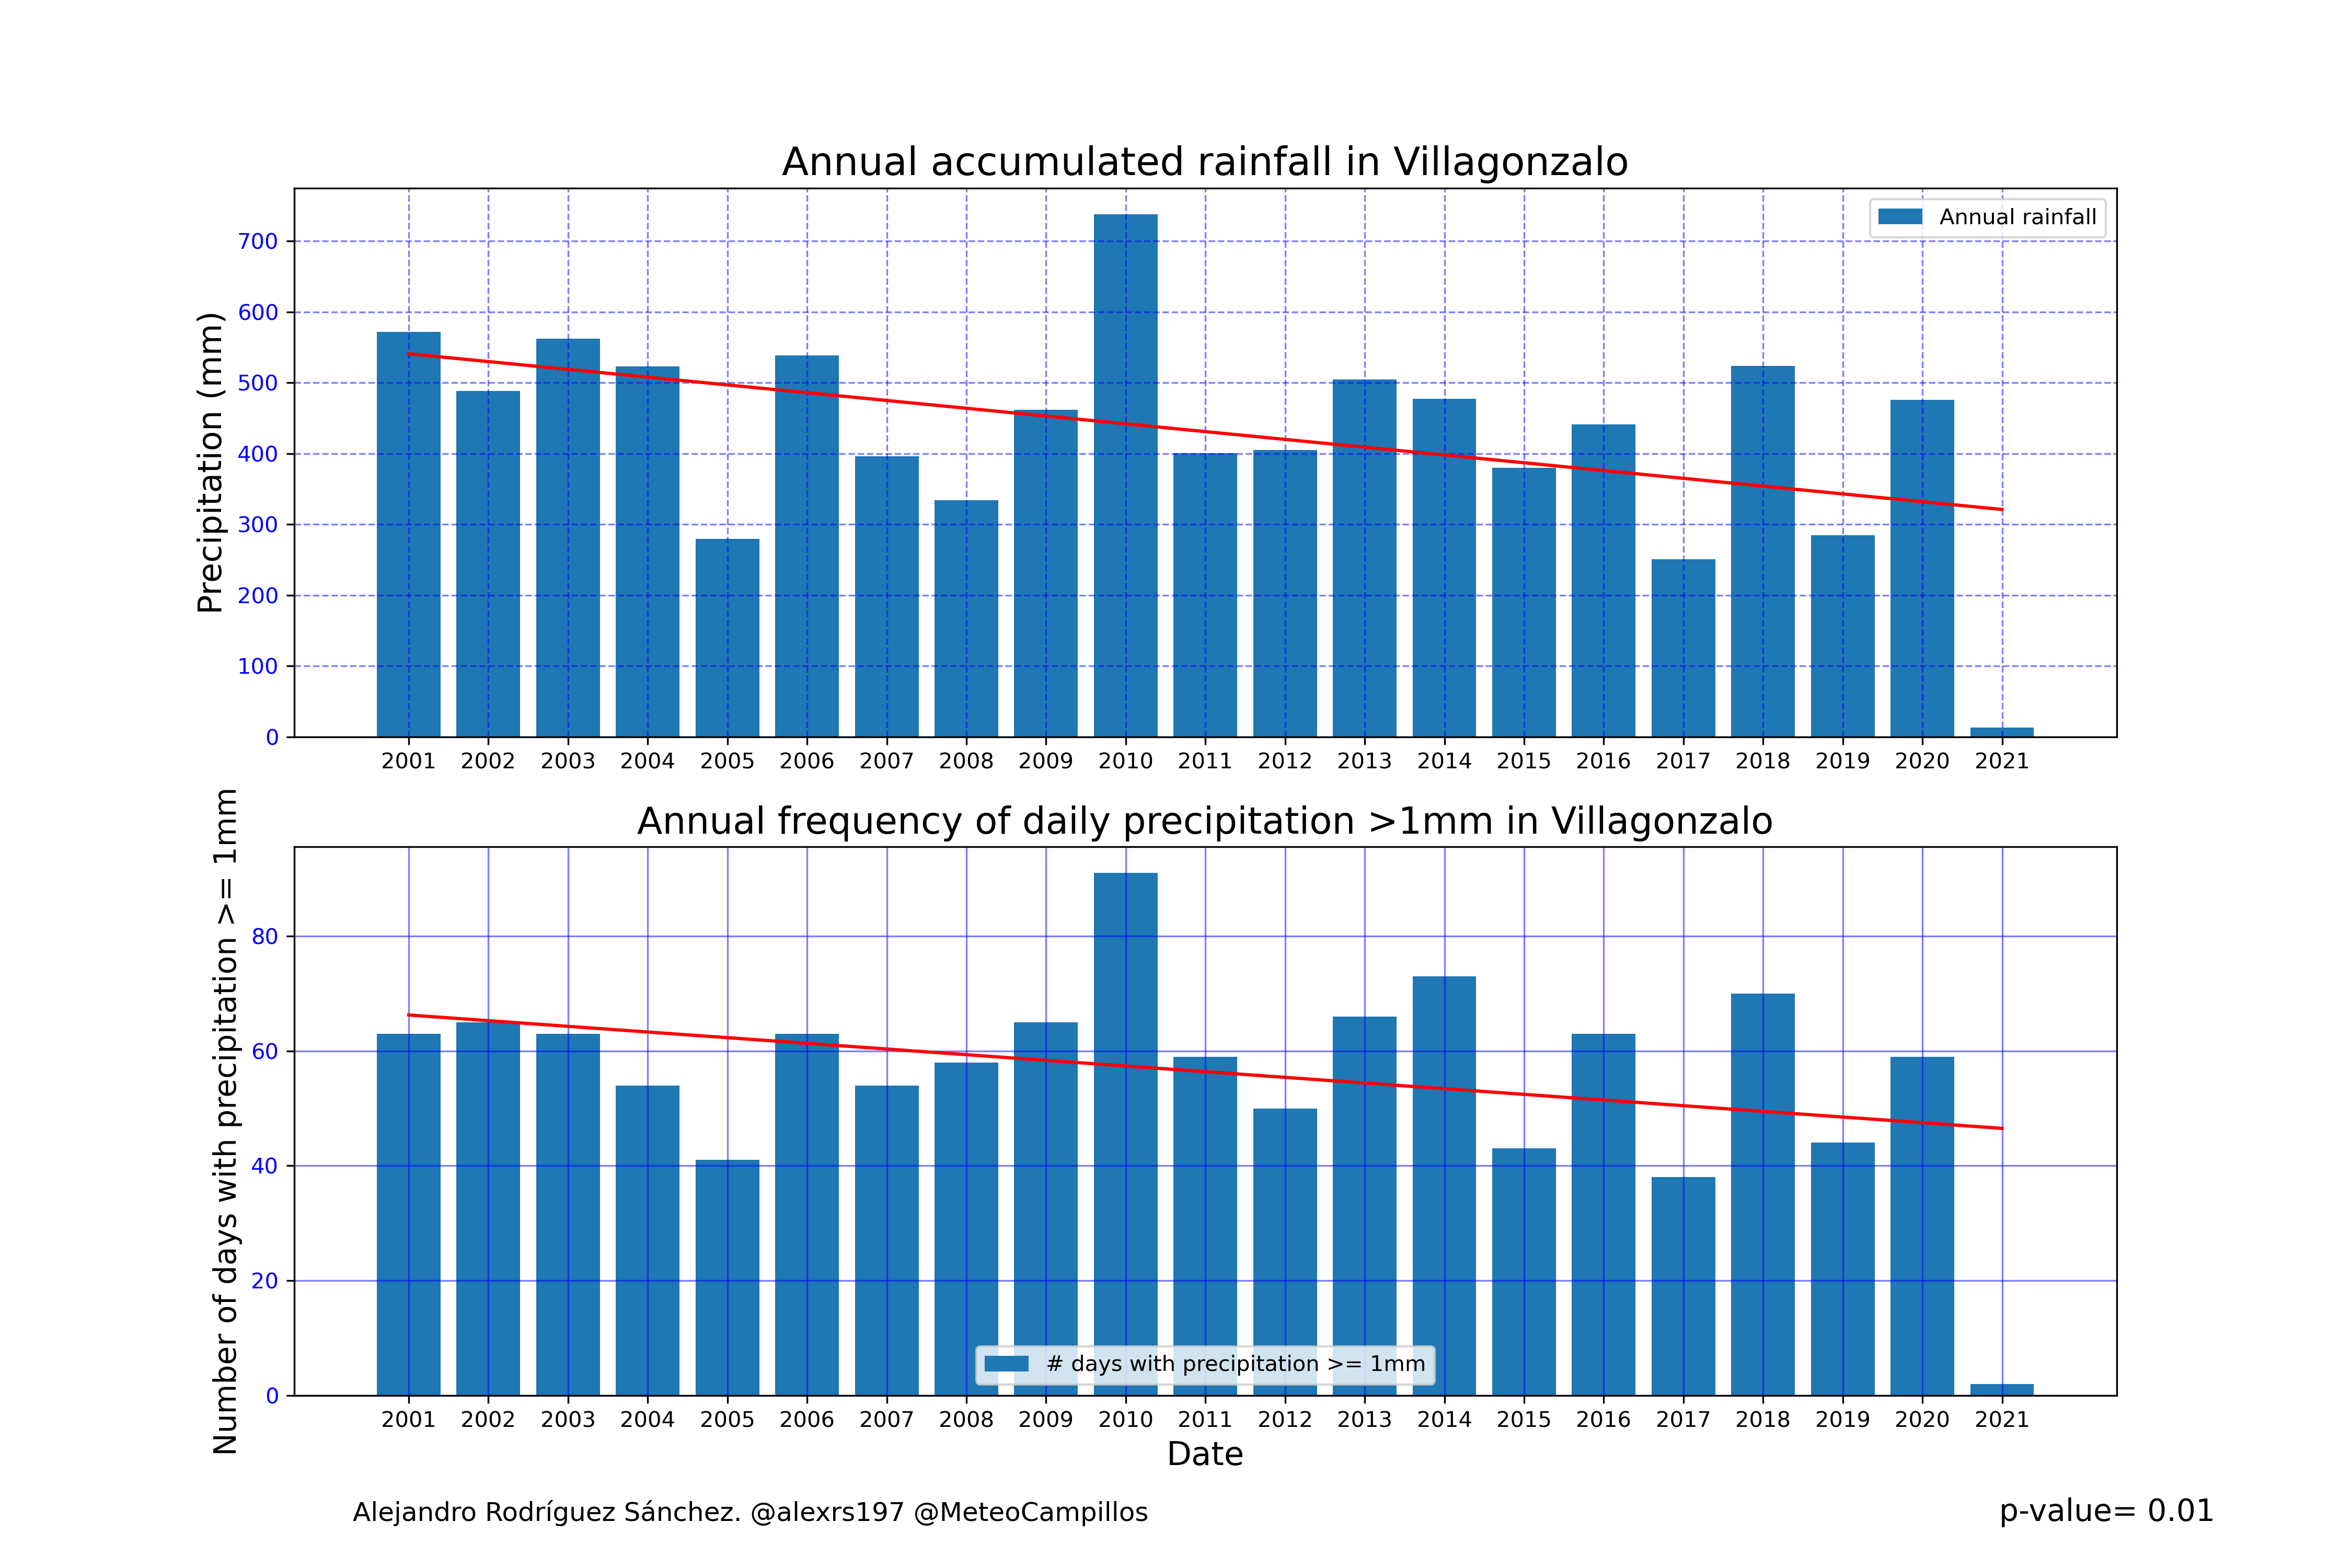 Annual accumulated rainfall in Villagonzalo
Annual rainfall
Precipitation (mm)
700
600
500
400
300
200
100
0
2001 2002 2003 2004 2005 2006 2007 2008 2009 2010 2011 2012 2013 2014 2015 2016 2017 2018 2019 2020 2021
Annual frequency of daily precipitation >1mm in Villagonzalo
Number of days with precipitation >= 1mm
80
60
40
20
0
# days with precipitation >= 1mm
2001 2002 2003 2004 2005 2006 2007 2008 2009 2010 2011 2012 2013 2014 2015 2016 2017 2018 2019 2020 2021
Date
Alejandro Rodríguez Sánchez. @alexrs197 @MeteoCampillos
p-value= 0.01